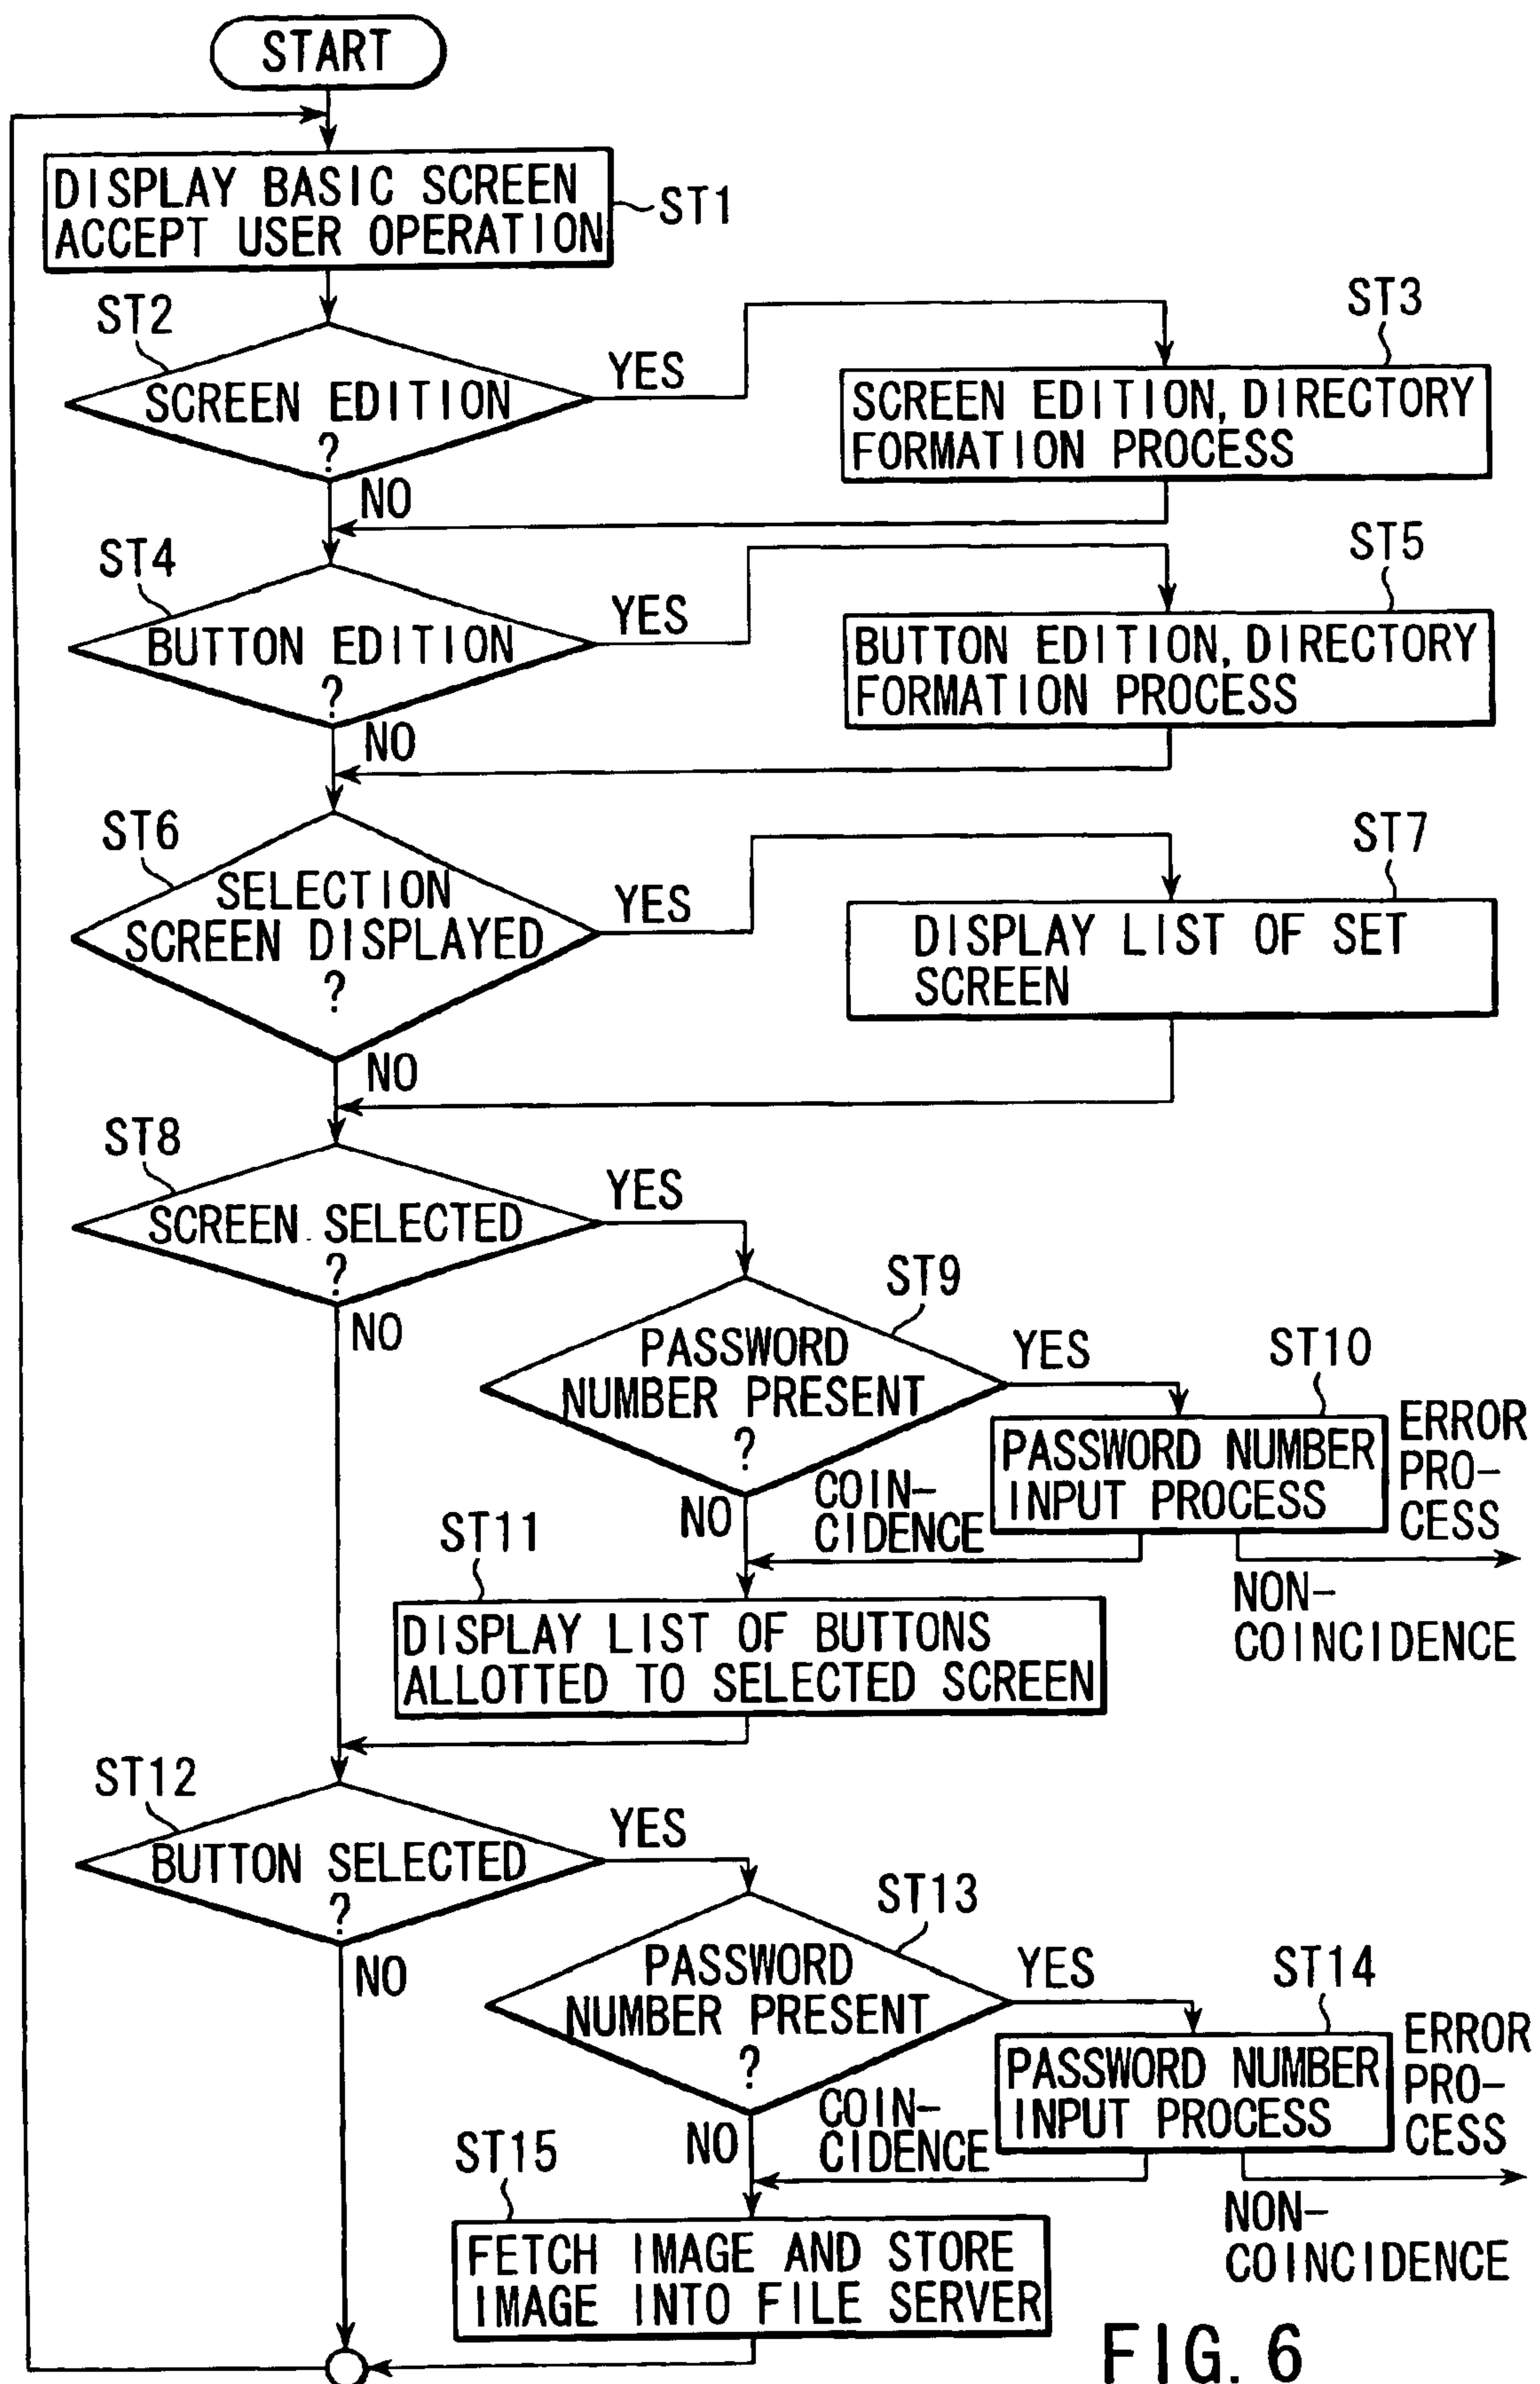 START
DISPLAY BASIC SCREEN
ACCEPT USER OPERATION
ST1
ST2
SCREEN EDITION
?
YES
NO
ST3
SCREEN EDITION, DIRECTORY
FORMATION PROCESS
ST4
BUTTON EDITION
?
YES
NO
ST5
BUTTON EDITION, DIRECTORY
FORMATION PROCESS
ST6
SELECTION
SCREEN DISPLAYED
?
YES
NO
ST7
DISPLAY LIST OF SET
SCREEN
ST8
SCREEN SELECTED
?
YES
NO
ST9
PASSWORD
NUMBER PRESENT
?
YES
NO
ST10
PASSWORD NUMBER
INPUT PROCESS
ERROR
PRO-
CESS
COIN-
CIDENCE
NON-
COINCIDENCE
ST11
DISPLAY LIST OF BUTTONS
ALLOTTED TO SELECTED SCREEN
ST12
BUTTON SELECTED
?
YES
NO
ST13
PASSWORD
NUMBER PRESENT
?
YES
NO
ST14
PASSWORD NUMBER
INPUT PROCESS
ERROR
PRO-
CESS
COIN-
CIDENCE
NON-
COINCIDENCE
ST15
FETCH IMAGE AND STORE
IMAGE INTO FILE SERVER
FIG. 6